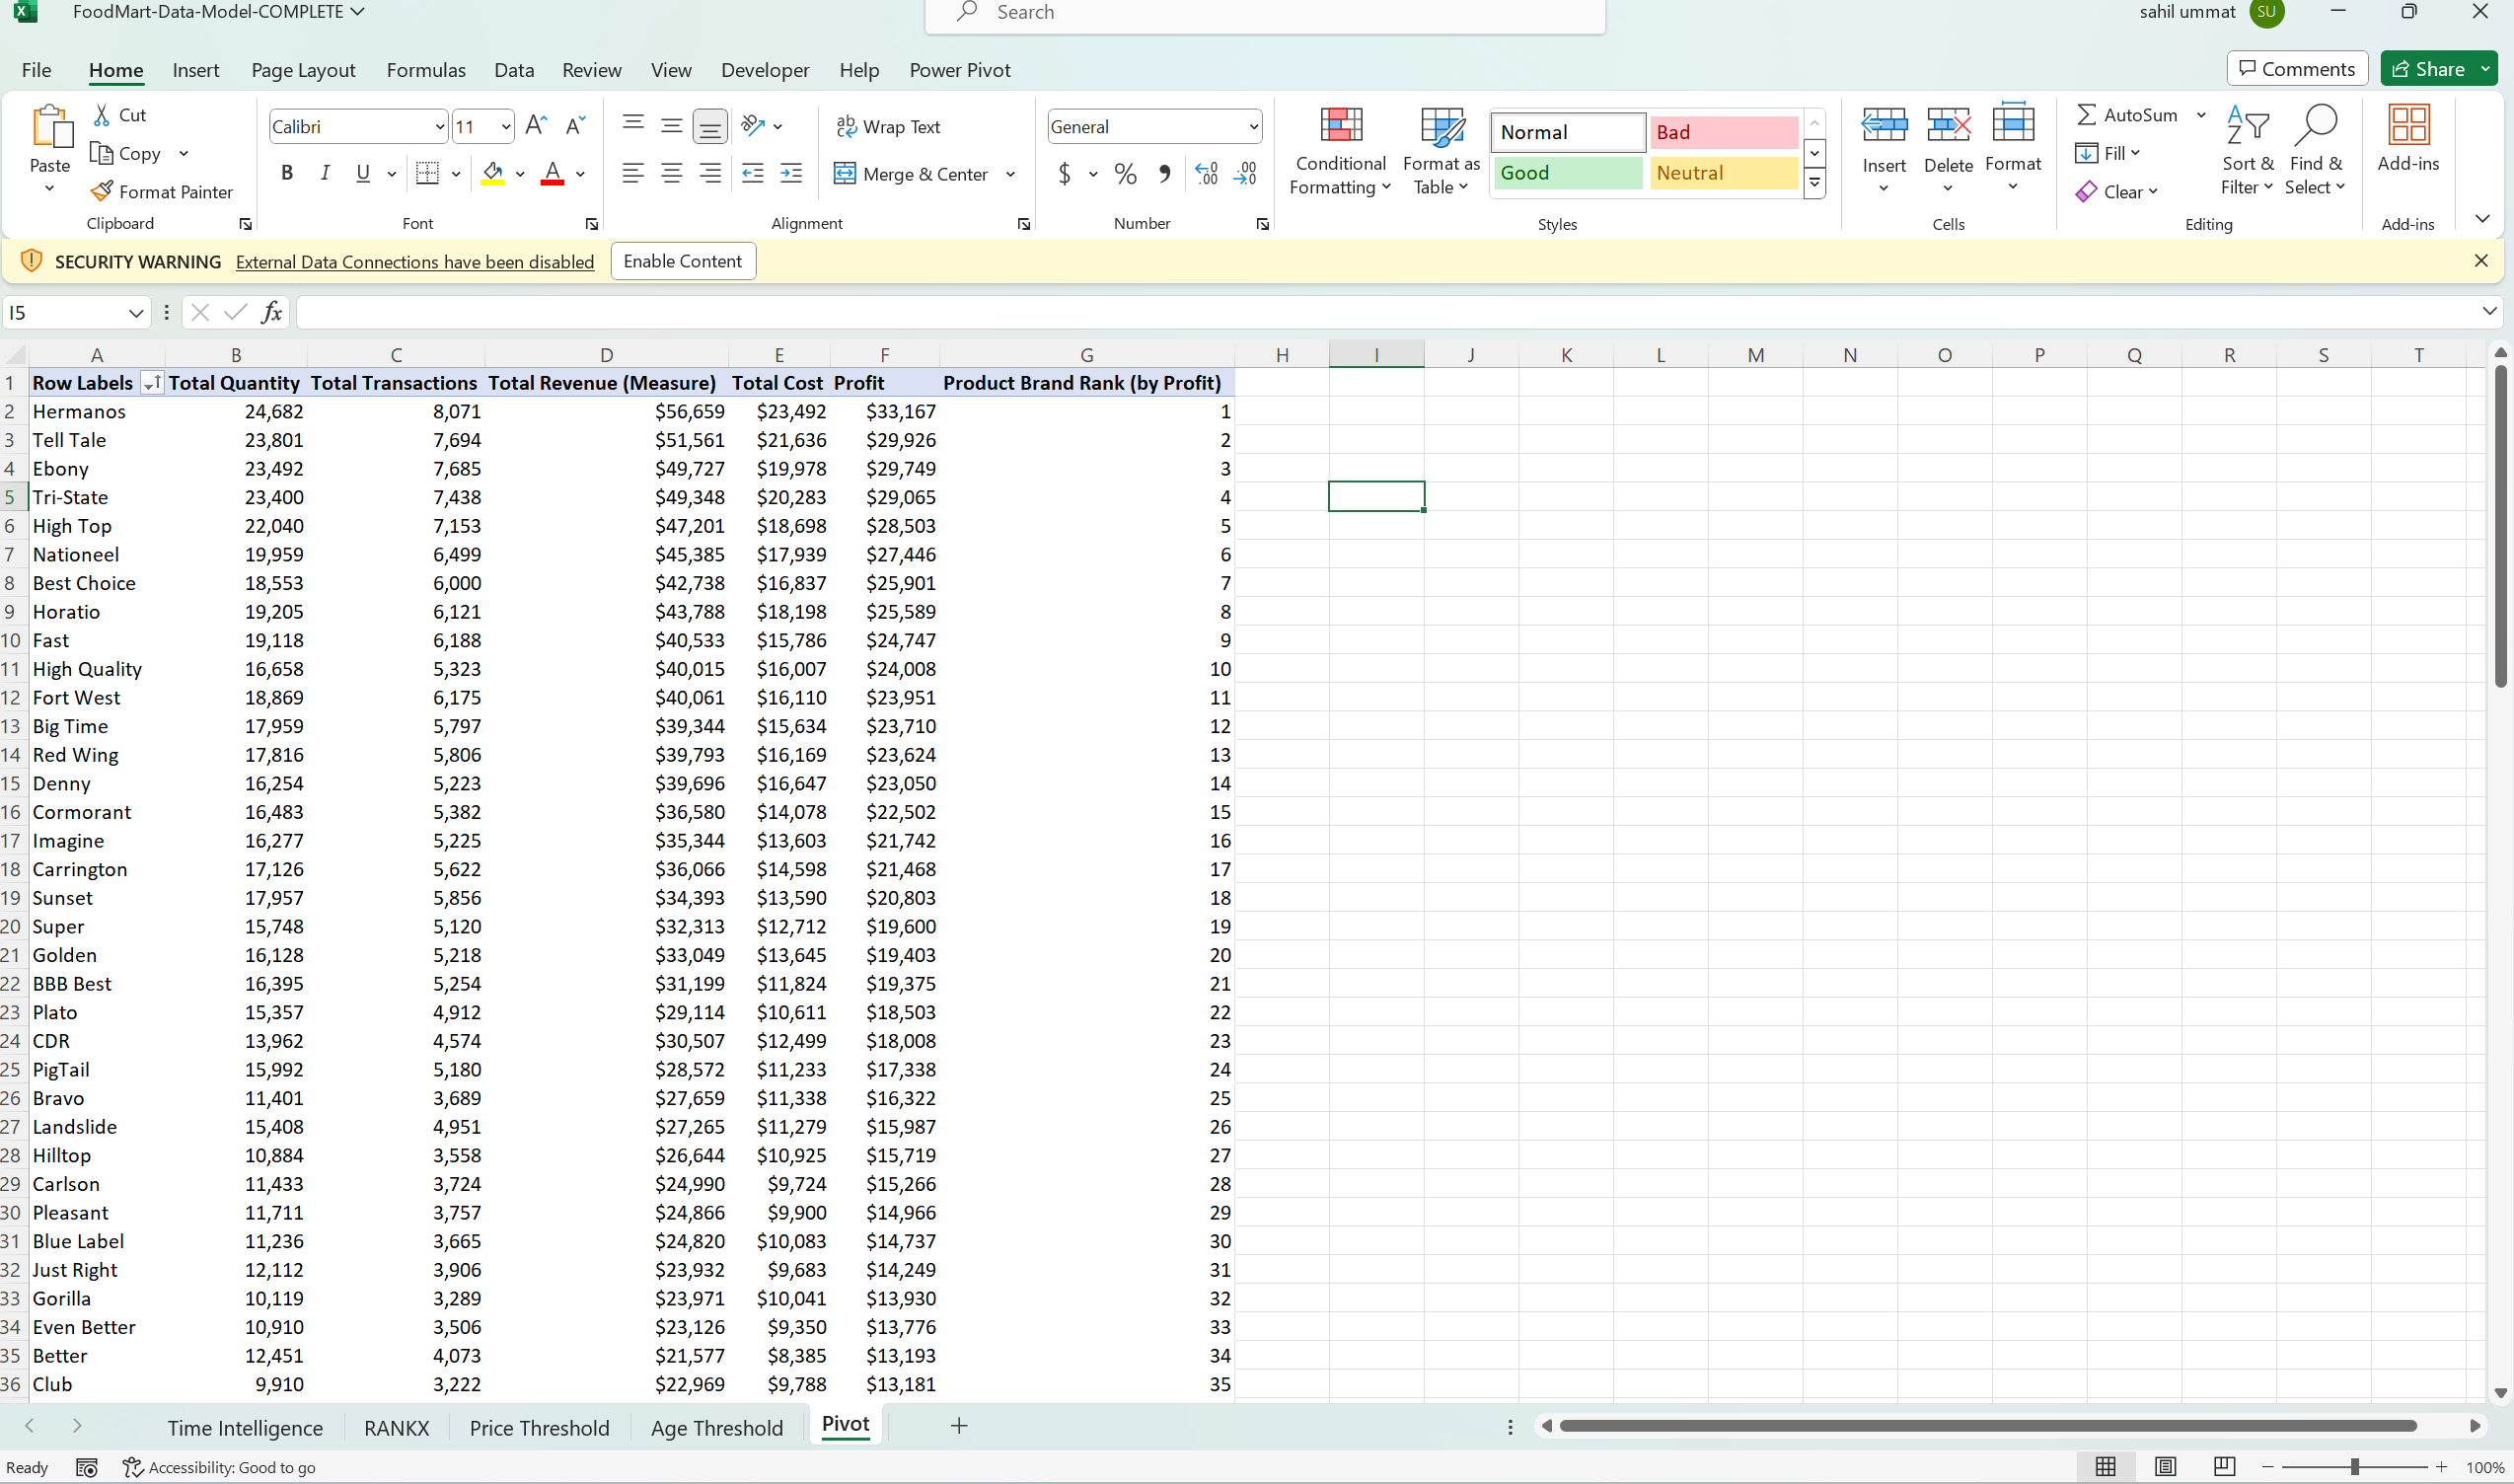 FoodMart-Data-Model-COMPLETE
Search
sahil ummat SU
File Home Insert Page Layout Formulas Data Review View Developer Help Power Pivot Comments Share
Paste Cut Copy Format Painter Clipboard
Calibri 11 B I U A Font
Wrap Text Merge & Center Alignment
General $ % Number
Conditional Formatting Format as Table Normal Bad Good Neutral Styles
Insert Delete Format Cells
AutoSum Fill Clear Sort & Filter Find & Select Editing
Add-ins Add-ins
SECURITY WARNING External Data Connections have been disabled Enable Content
I5 fx
A B C D E F G H I J K L M N O P Q R S T
1 Row Labels Total Quantity Total Transactions Total Revenue (Measure) Total Cost Profit Product Brand Rank (by Profit)
2 Hermanos 24,682 8,071 $56,659 $23,492 $33,167 1
3 Tell Tale 23,801 7,694 $51,561 $21,636 $29,926 2
4 Ebony 23,492 7,685 $49,727 $19,978 $29,749 3
5 Tri-State 23,400 7,438 $49,348 $20,283 $29,065 4
6 High Top 22,040 7,153 $47,201 $18,698 $28,503 5
7 Nationeel 19,959 6,499 $45,385 $17,939 $27,446 6
8 Best Choice 18,553 6,000 $42,738 $16,837 $25,901 7
9 Horatio 19,205 6,121 $43,788 $18,198 $25,589 8
10 Fast 19,118 6,188 $40,533 $15,786 $24,747 9
11 High Quality 16,658 5,323 $40,015 $16,007 $24,008 10
12 Fort West 18,869 6,175 $40,061 $16,110 $23,951 11
13 Big Time 17,959 5,797 $39,344 $15,634 $23,710 12
14 Red Wing 17,816 5,806 $39,793 $16,169 $23,624 13
15 Denny 16,254 5,223 $39,696 $16,647 $23,050 14
16 Cormorant 16,483 5,382 $36,580 $14,078 $22,502 15
17 Imagine 16,277 5,225 $35,344 $13,603 $21,742 16
18 Carrington 17,126 5,622 $36,066 $14,598 $21,468 17
19 Sunset 17,957 5,856 $34,393 $13,590 $20,803 18
20 Super 15,748 5,120 $32,313 $12,712 $19,600 19
21 Golden 16,128 5,218 $33,049 $13,645 $19,403 20
22 BBB Best 16,395 5,254 $31,199 $11,824 $19,375 21
23 Plato 15,357 4,912 $29,114 $10,611 $18,503 22
24 CDR 13,962 4,574 $30,507 $12,499 $18,008 23
25 PigTail 15,992 5,180 $28,572 $11,233 $17,338 24
26 Bravo 11,401 3,689 $27,659 $11,338 $16,322 25
27 Landslide 15,408 4,951 $27,265 $11,279 $15,987 26
28 Hilltop 10,884 3,558 $26,644 $10,925 $15,719 27
29 Carlson 11,433 3,724 $24,990 $9,724 $15,266 28
30 Pleasant 11,711 3,757 $24,866 $9,900 $14,966 29
31 Blue Label 11,236 3,665 $24,820 $10,083 $14,737 30
32 Just Right 12,112 3,906 $23,932 $9,683 $14,249 31
33 Gorilla 10,119 3,289 $23,971 $10,041 $13,930 32
34 Even Better 10,910 3,506 $23,126 $9,350 $13,776 33
35 Better 12,451 4,073 $21,577 $8,385 $13,193 34
36 Club 9,910 3,222 $22,969 $9,788 $13,181 35
Time Intelligence RANKX Price Threshold Age Threshold Pivot
Ready Accessibility: Good to go 100%